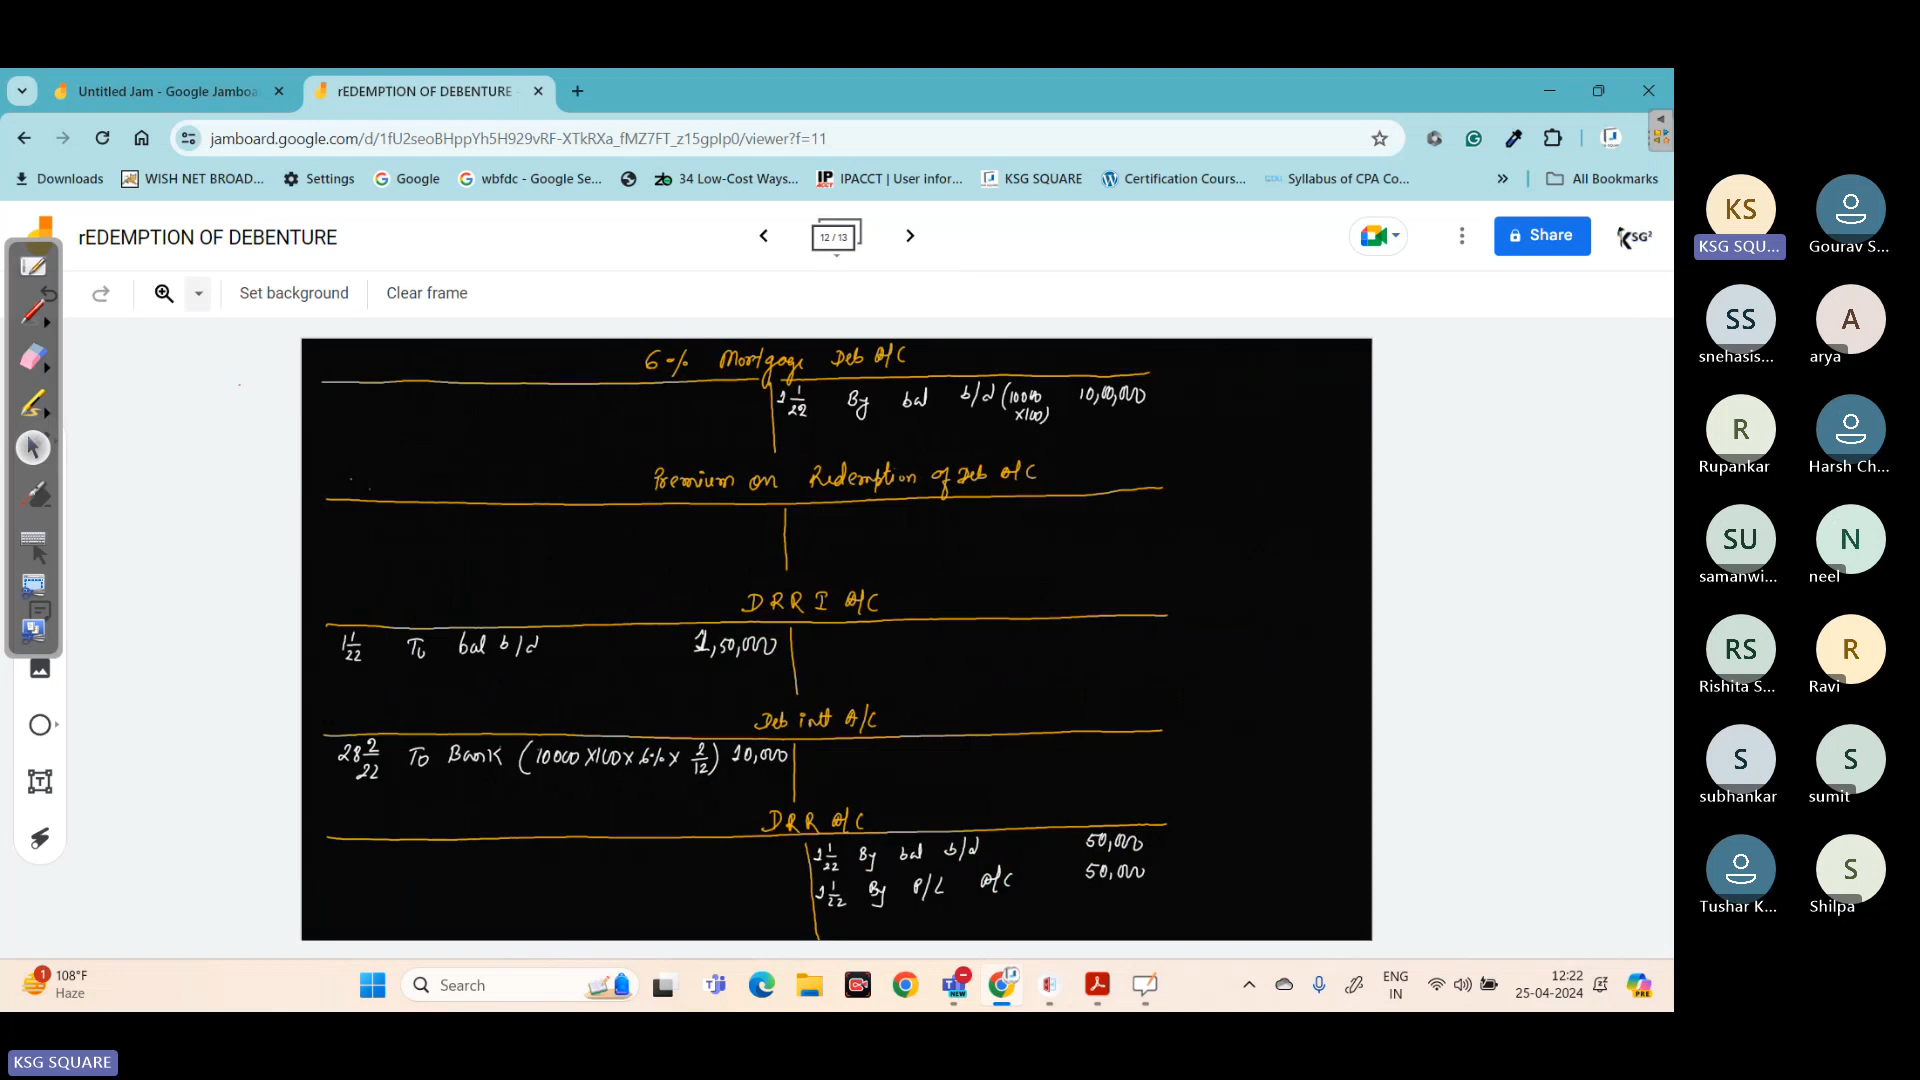 Untitled Jam - Google Jamboa
rEDEMPTION OF DEBENTURE -
jamboard.google.com/d/1fU2seoBHppYh5H929vRF-XTkRXa_fMZ7FT_z15gpIp0/viewer?f=11
Downloads
WISH NET BROAD...
Settings
Google
wbfdc - Google Se...
34 Low-Cost Ways...
IPACCT | User infor...
KSG SQUARE
Certification Cours...
Syllabus of CPA Co...
All Bookmarks
rEDEMPTION OF DEBENTURE
12 / 13
Share
KSG²
Set background
Clear frame
6% Mortgage Deb A/C
1 1/22 By bal b/d (10000 ×100) 10,00,000
Premium on Redemption of Deb A/C
DRR I A/C
1 1/22 To bal b/d 1,50,000
Deb intt A/C
28 2/22 To Bank (10000 ×100 × 6% × 2/12) 10,000
DRR A/C
1 1/22 By bal b/d 50,000
1 1/22 By P/L A/C 50,000
KS
KSG SQU...
Gourav S...
SS
snehasis...
A
arya
R
Rupankar
Harsh Ch...
SU
samanwi...
N
neel
RS
Rishita S...
R
Ravi
S
subhankar
S
sumit
Tushar K...
S
Shilpa
1
108°F
Haze
Search
NEW
ENG
IN
12:22
25-04-2024
PRE
KSG SQUARE